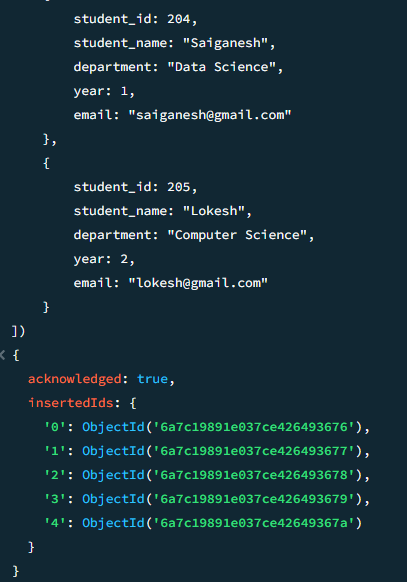 {
student_id: 204,
student_name: "Saiganesh",
department: "Data Science",
year: 1,
email: "saiganesh@gmail.com"
},
{
student_id: 205,
student_name: "Lokesh",
department: "Computer Science",
year: 2,
email: "lokesh@gmail.com"
}
])
< {
acknowledged: true,
insertedIds: {
'0': ObjectId('6a7c19891e037ce426493676'),
'1': ObjectId('6a7c19891e037ce426493677'),
'2': ObjectId('6a7c19891e037ce426493678'),
'3': ObjectId('6a7c19891e037ce426493679'),
'4': ObjectId('6a7c19891e037ce42649367a')
}
}